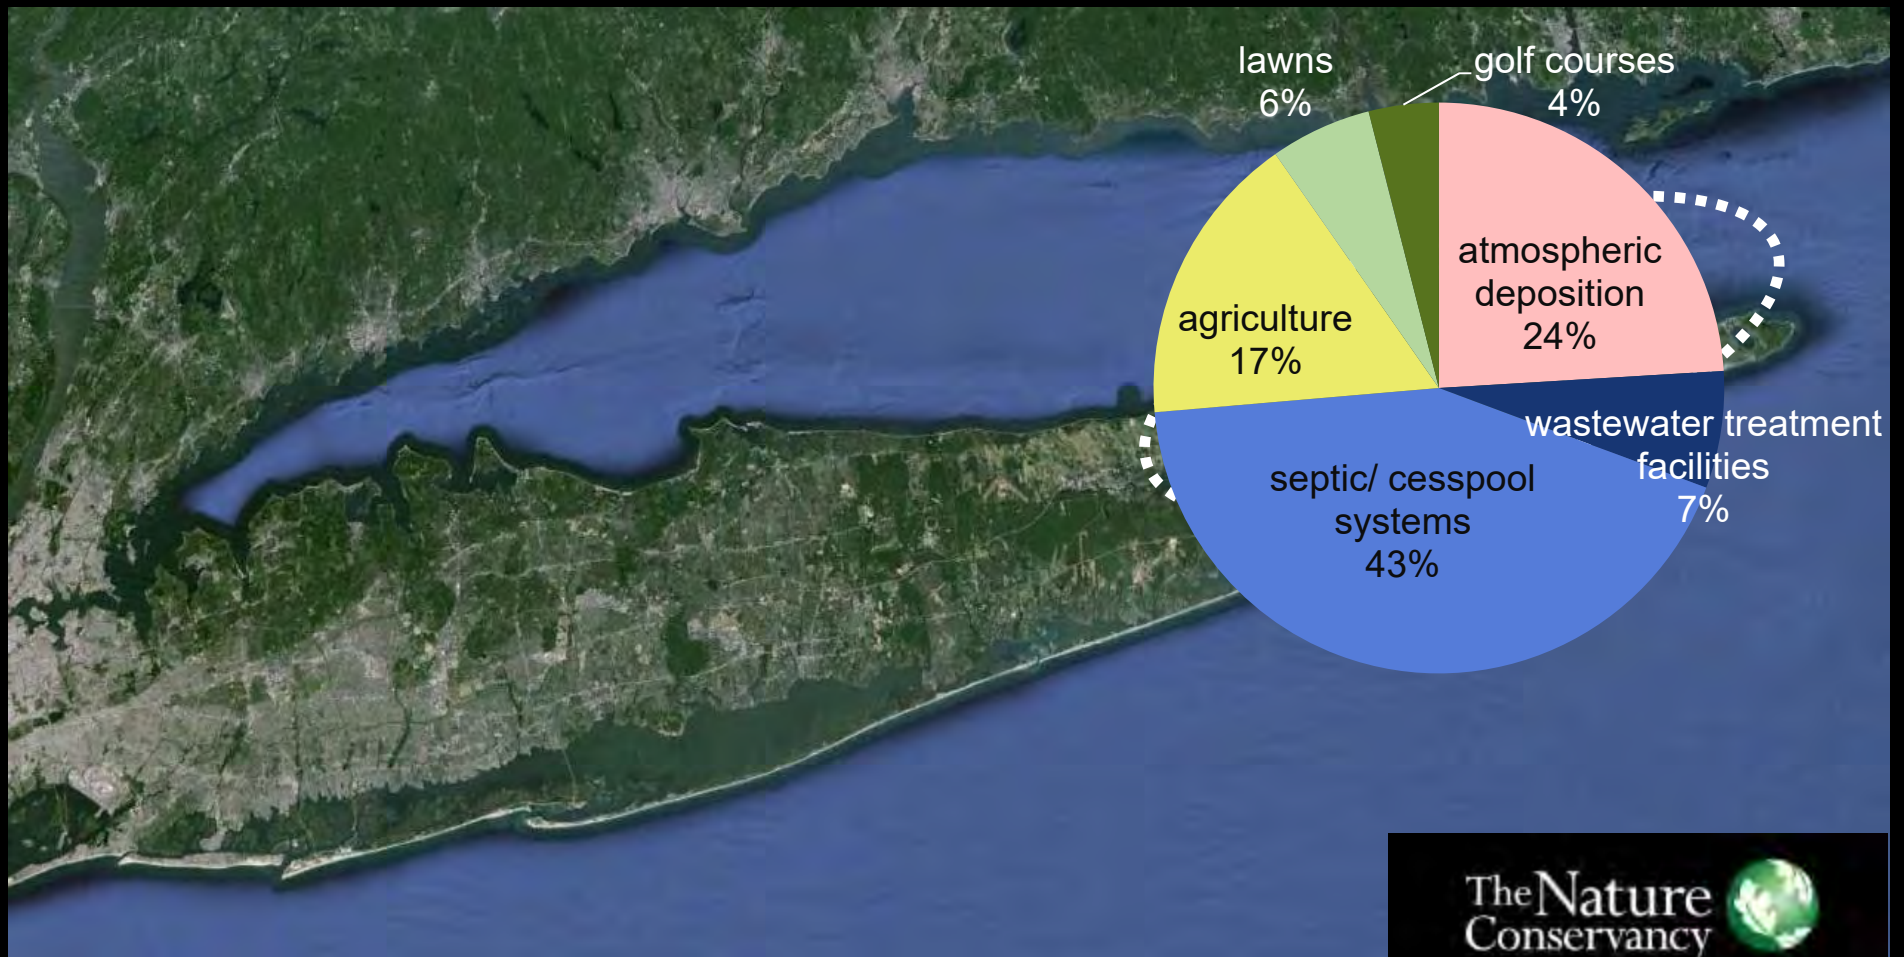 lawns
6%
golf courses
4%
atmospheric
deposition
24%
agriculture
17%
wastewater treatment
facilities
7%
septic/ cesspool
systems
43%
The Nature
Conservancy